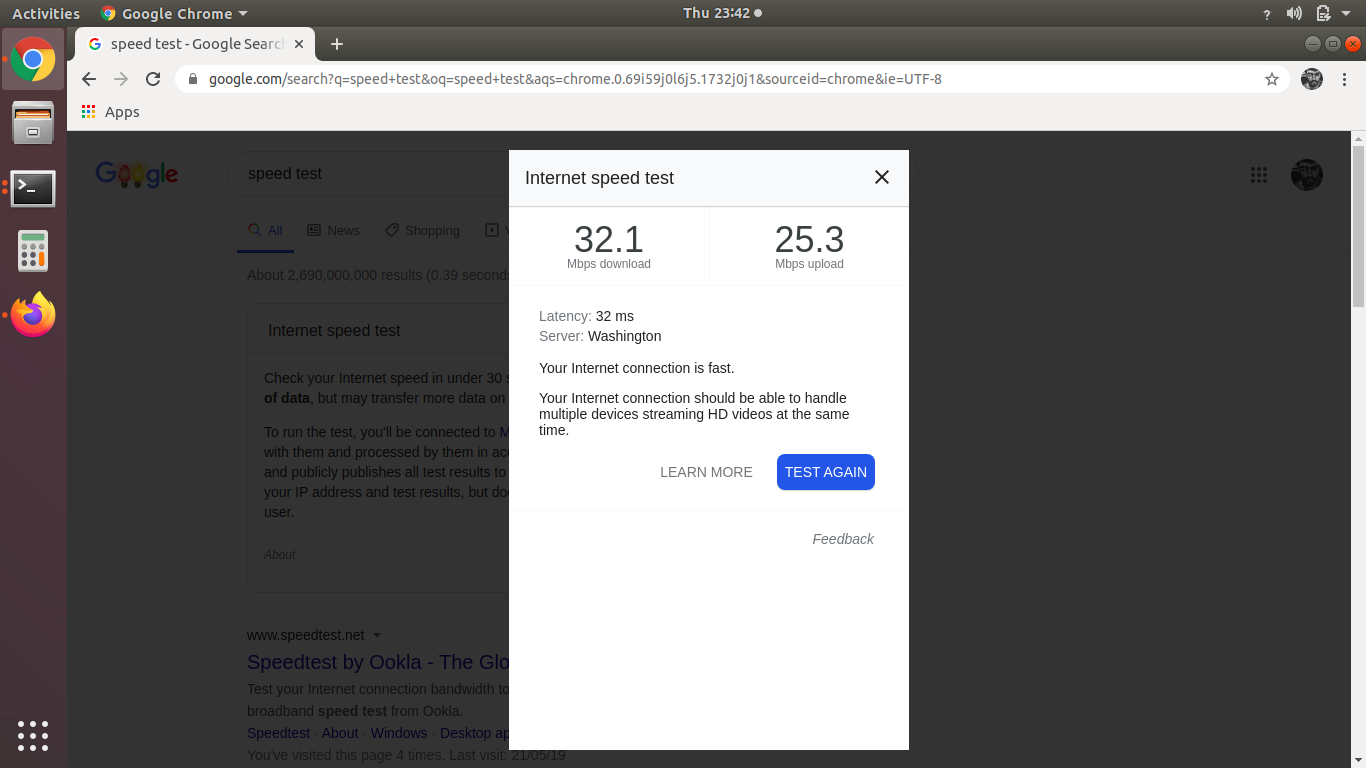 Activities Google Chrome Thu 23:42
speed test - Google Search
google.com/search?q=speed+test&oq=speed+test&aqs=chrome.0.69i59j0l6j5.1732j0j1&sourceid=chrome&ie=UTF-8
Apps
Google speed test
All News Shopping
About 2,690,000,000 results (0.39 seconds
Internet speed test
Check your Internet speed in under 30
of data, but may transfer more data on
To run the test, you'll be connected to
with them and processed by them in
and publicly publishes all test results to
your IP address and test results, but
user.
About
www.speedtest.net
Speedtest by Ookla - The
Test your Internet connection bandwidth to
broadband speed test from Ookla.
Speedtest · About · Windows · Desktop
You've visited this page 4 times. Last visit: 21/05/19
Internet speed test
32.1 25.3
Mbps download Mbps upload
Latency: 32 ms
Server: Washington
Your Internet connection is fast.
Your Internet connection should be able to handle
multiple devices streaming HD videos at the same
time.
LEARN MORE TEST AGAIN
Feedback